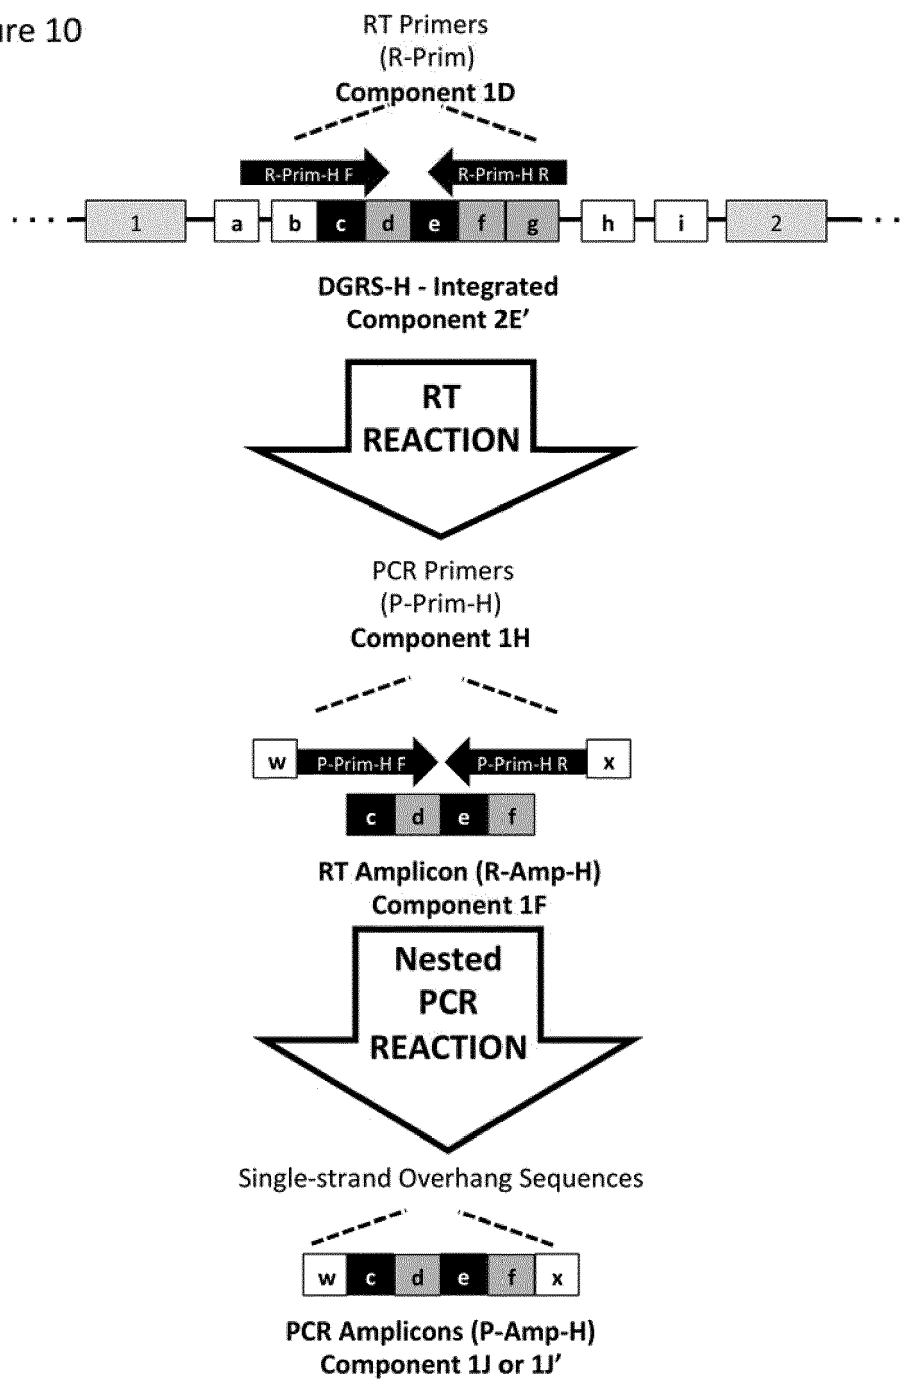 ure 10
RT Primers
(R-Prim)
Component 1D
R-Prim-H F R-Prim-H R
1 a b c d e f g h i 2
DGRS-H - Integrated
Component 2E’
RT
REACTION
PCR Primers
(P-Prim-H)
Component 1H
w P-Prim-H F P-Prim-H R x
c d e f
RT Amplicon (R-Amp-H)
Component 1F
Nested
PCR
REACTION
Single-strand Overhang Sequences
w c d e f x
PCR Amplicons (P-Amp-H)
Component 1J or 1J’